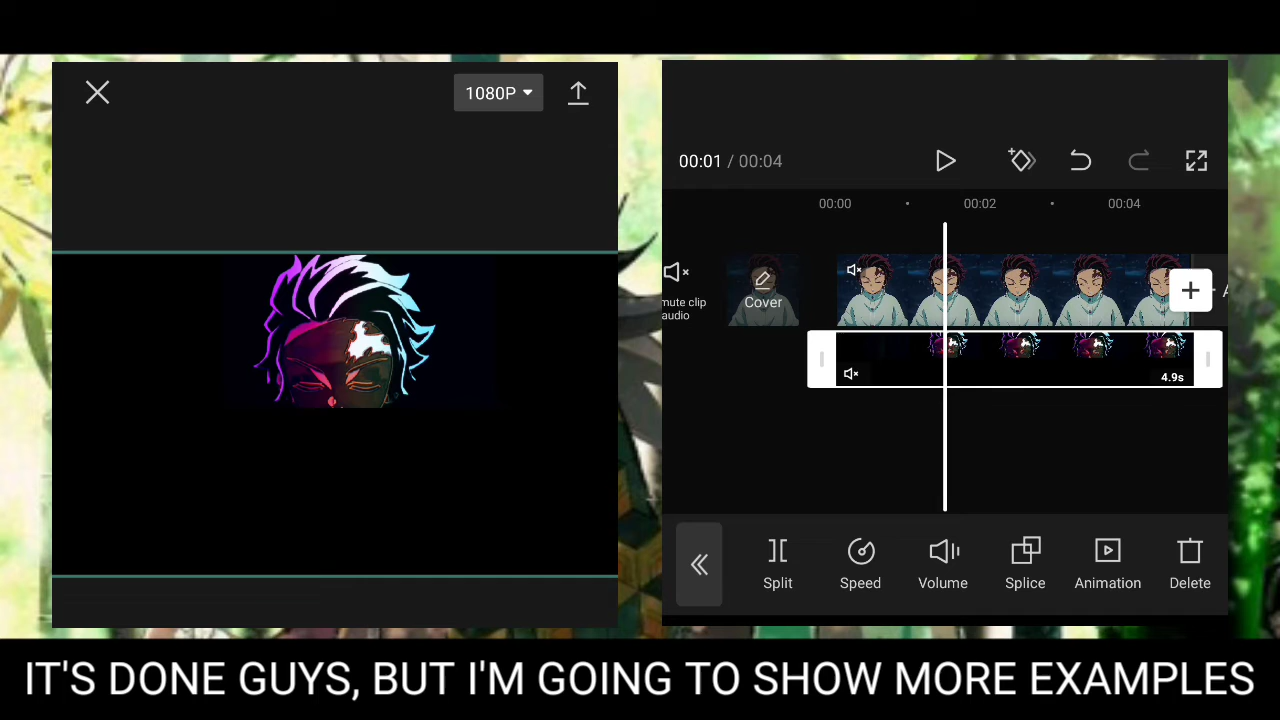 1080P
00:01 / 00:04
00:00
00:02
00:04
mute clip
audio
Cover
4.9s
Split
Speed
Volume
Splice
Animation
Delete
IT'S DONE GUYS, BUT I'M GOING TO SHOW MORE EXAMPLES